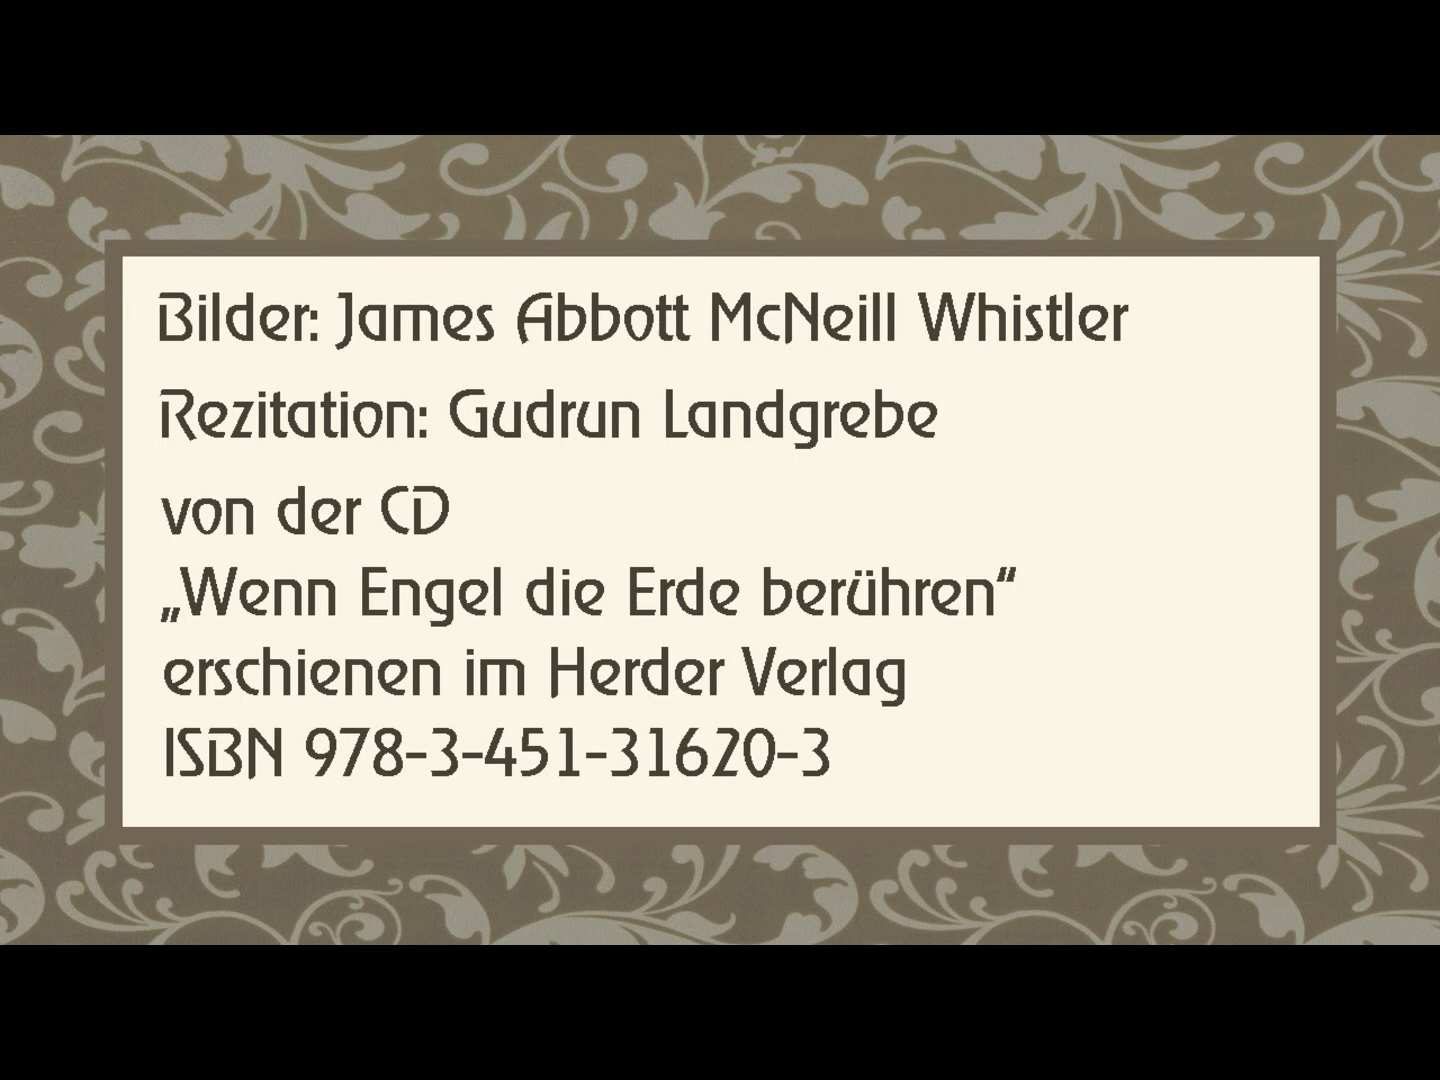 Bilder: James Abbott McNeill Whistler
Rezitation: Gudrun Landgrebe
von der CD
„Wenn Engel die Erde berühren“
erschienen im Herder Verlag
ISBN 978-3-451-31620-3